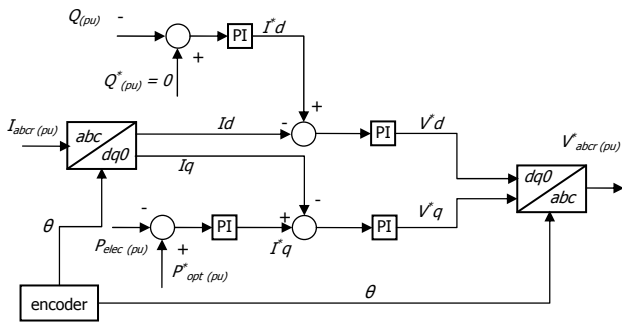 Q(pu) - PI I*d
+
Q*(pu) = 0
+
Iabcr (pu) abc dq0 Id - PI V*d
V*abcr (pu)
Iq dq0 abc
- -
θ Pelec (pu) + PI + I*q PI V*q
P*opt (pu)
encoder θ